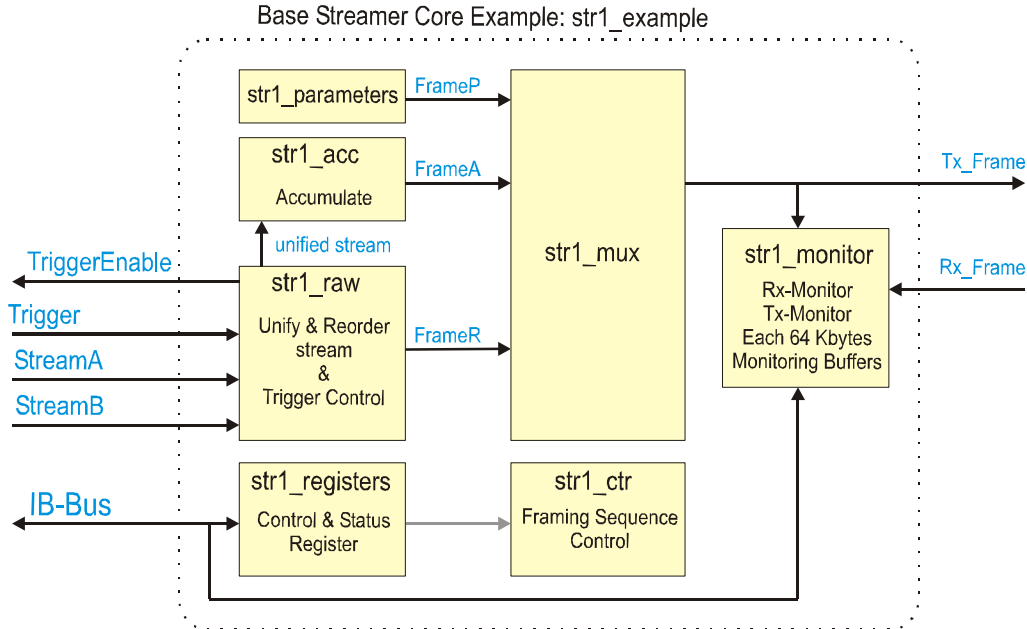 Base Streamer Core Example: str1_example
str1_parameters
FrameP
str1_acc
Accumulate
FrameA
unified stream
TriggerEnable
Trigger
StreamA
StreamB
str1_raw
Unify & Reorder
stream
&
Trigger Control
FrameR
str1_mux
Tx_Frame
str1_monitor
Rx-Monitor
Tx-Monitor
Each 64 Kbytes
Monitoring Buffers
Rx_Frame
IB-Bus
str1_registers
Control & Status
Register
str1_ctr
Framing Sequence
Control